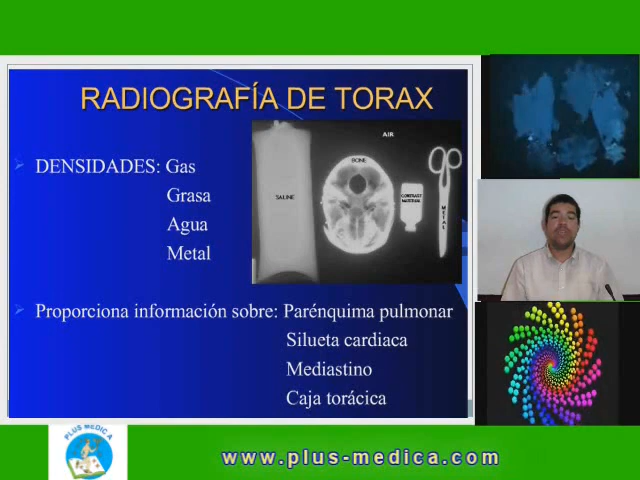 RADIOGRAFÍA DE TORAX
DENSIDADES: Gas
Grasa
Agua
Metal
AIR
BONE
SALINE
CONTRAST
MATERIAL
METAL
Proporciona información sobre: Parénquima pulmonar
Silueta cardiaca
Mediastino
Caja torácica
PLUS MEDIC A
www.plus-medica.com